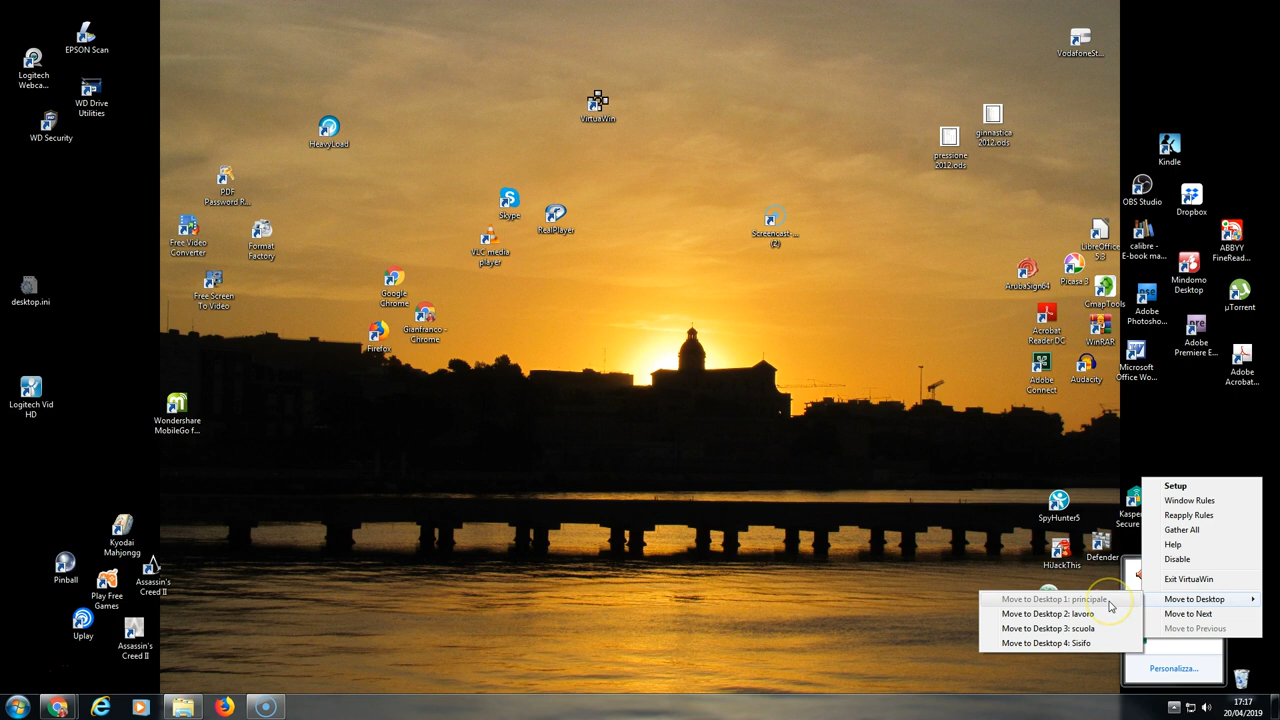 EPSON Scan
Logitech
Webca...
WD Drive
Utilities
WD Security
desktop.ini
Logitech Vid
HD
Kyodai
Mahjongg
Pinball
Play Free
Games
Assassin's
Creed II
Uplay
Assassin's
Creed II
HeavyLoad
PDF
Password R...
Free Video
Converter
Format
Factory
Free Screen
To Video
Wondershare
MobileGo f...
VirtuaWin
Skype
RealPlayer
VLC media
player
Google
Chrome
Gianfranco -
Chrome
Firefox
Screencast-...
(2)
VodafoneSt...
ginnastica
2012.ods
pressione
2012.ods
Kindle
OBS Studio
Dropbox
LibreOffice
5.3
calibre -
E-book ma...
ABBYY
FineRead...
ArubaSign64
Picasa 3
Mindomo
Desktop
CmapTools
Adobe
Photosho...
µTorrent
Acrobat
Reader DC
WinRAR
Adobe
Premiere E...
Adobe
Connect
Audacity
Microsoft
Office Wo...
Adobe
Acrobat...
SpyHunter5
Kaspe
Secure
HiJackThis
Defender
Setup
Window Rules
Reapply Rules
Gather All
Help
Disable
Exit VirtuaWin
Move to Desktop
Move to Next
Move to Previous
Move to Desktop 1: principale
Move to Desktop 2: lavoro
Move to Desktop 3: scuola
Move to Desktop 4: Sisifo
Personalizza...
17:17
20/04/2019